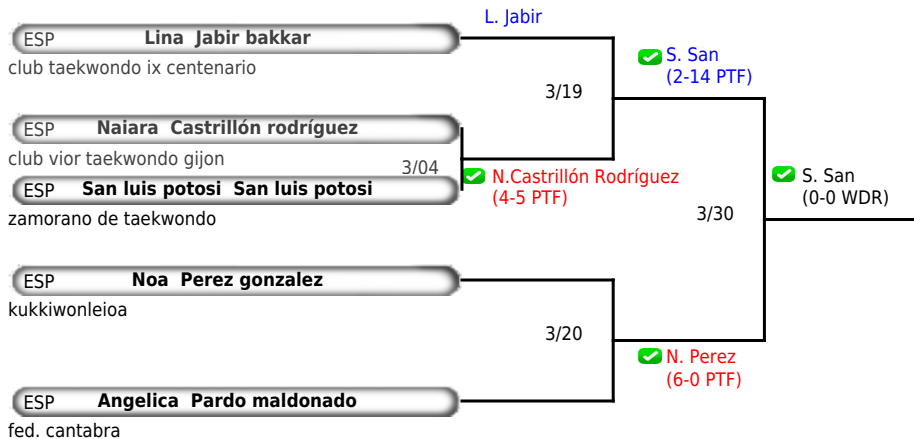 L. Jabir
ESP Lina Jabir bakkar
club taekwondo ix centenario
S. San
(2-14 PTF)
3/19
ESP Naiara Castrillón rodríguez
club vior taekwondo gijon
3/04
N.Castrillón Rodríguez
(4-5 PTF)
ESP San luis potosi San luis potosi
zamorano de taekwondo
S. San
(0-0 WDR)
3/30
ESP Noa Perez gonzalez
kukkiwonleioa
3/20
N. Perez
(6-0 PTF)
ESP Angelica Pardo maldonado
fed. cantabra